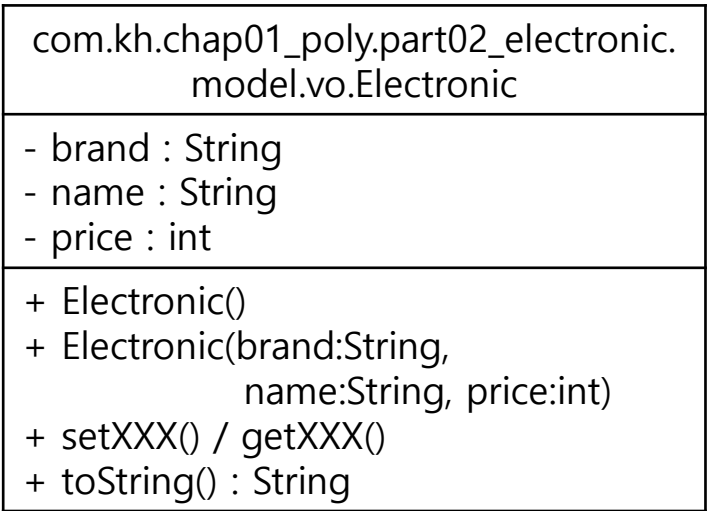 com.kh.chap01_poly.part02_electronic.
model.vo.Electronic
- brand : String
- name : String
- price : int
+ Electronic()
+ Electronic(brand:String,
name:String, price:int)
+ setXXX() / getXXX()
+ toString() : String